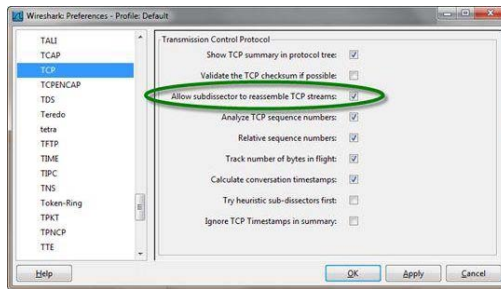 Wireshark: Preferences - Profile: Default
TALI
TCAP
TCP
TCPENCAP
TDS
Teredo
tetra
TFTP
TIME
TIPC
TNS
Token-Ring
TPKT
TPNCP
TTE
Transmission Control Protocol
Show TCP summary in protocol tree:
Validate the TCP checksum if possible:
Allow subdissector to reassemble TCP streams:
Analyze TCP sequence numbers:
Relative sequence numbers:
Track number of bytes in flight:
Calculate conversation timestamps:
Try heuristic sub-dissectors first:
Ignore TCP Timestamps in summary:
Help
OK
Apply
Cancel